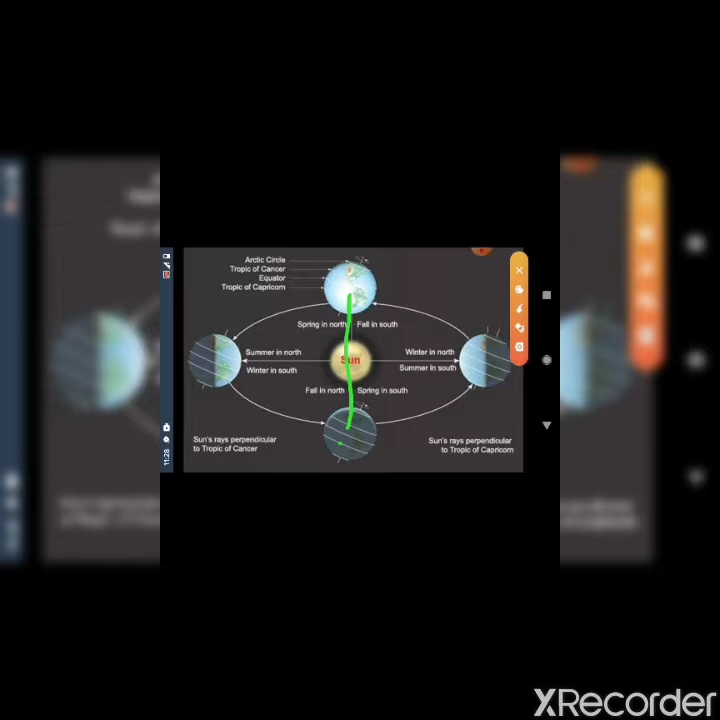 Arctic Circle
Tropic of Cancer
Equator
Tropic of Capricorn
Spring in north Fall in south
Summer in north
Winter in south
Sun
Winter in north
Summer in south
Fall in north Spring in south
Sun's rays perpendicular
to Tropic of Cancer
Sun's rays perpendicular
to Tropic of Capricorn
11:28
XRecorder